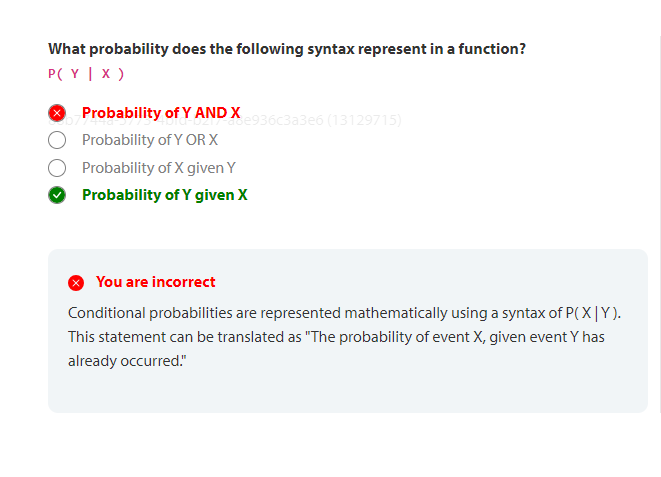 What probability does the following syntax represent in a function?
P( Y | X )
Probability of Y AND X
(13129715)
Probability of Y OR X
Probability of X given Y
Probability of Y given X
You are incorrect
Conditional probabilities are represented mathematically using a syntax of P( X | Y ).
This statement can be translated as "The probability of event X, given event Y has
already occurred."